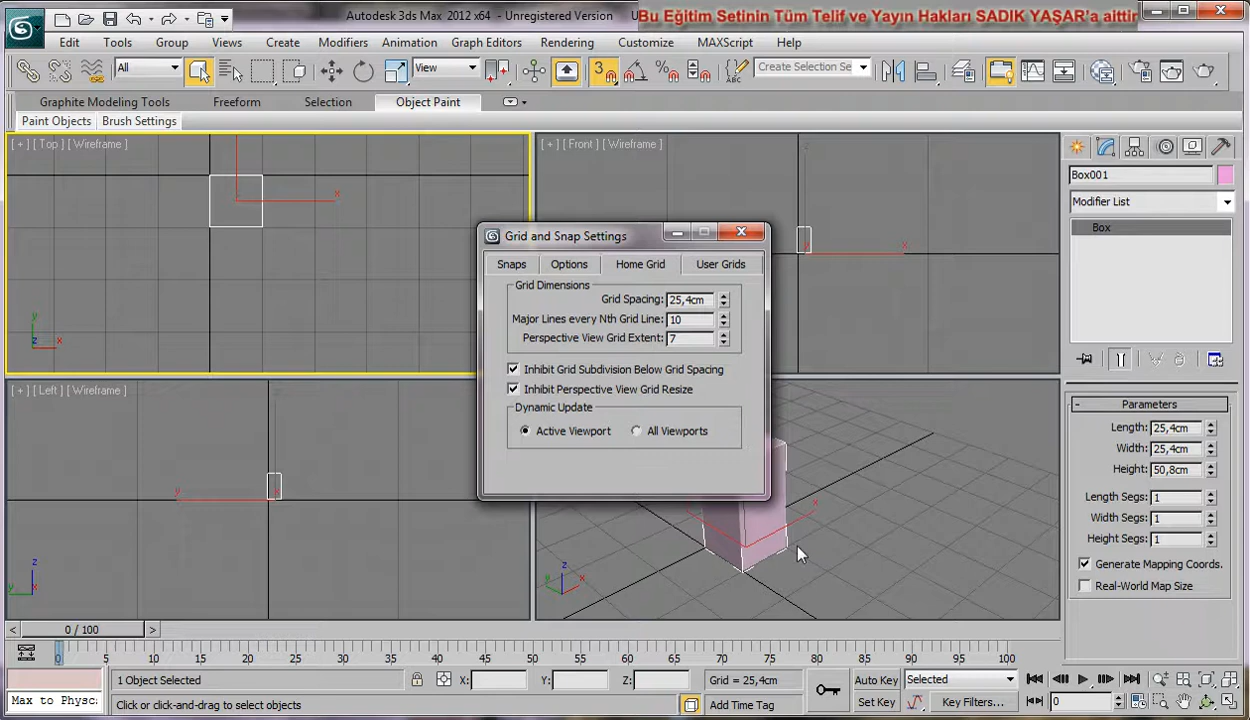 Autodesk 3ds Max 2012 x64 - Unregistered Version
Bu Eğitim Setinin Tüm Telif ve Yayın Hakları SADIK YAŞAR'a aittir
Edit Tools Group Views Create Modifiers Animation Graph Editors Rendering Customize MAXScript Help
All View 3 Create Selection Se
Graphite Modeling Tools Freeform Selection Object Paint
Paint Objects Brush Settings
[ + ] [ Top ] [ Wireframe ]
[ + ] [ Front ] [ Wireframe ]
[ + ] [ Left ] [ Wireframe ]
Grid and Snap Settings
Snaps Options Home Grid User Grids
Grid Dimensions
Grid Spacing: 25,4cm
Major Lines every Nth Grid Line: 10
Perspective View Grid Extent: 7
Inhibit Grid Subdivision Below Grid Spacing
Inhibit Perspective View Grid Resize
Dynamic Update
Active Viewport All Viewports
Box001
Modifier List
Box
- Parameters
Length: 25,4cm
Width: 25,4cm
Height: 50,8cm
Length Segs: 1
Width Segs: 1
Height Segs: 1
Generate Mapping Coords.
Real-World Map Size
< 0 / 100 >
0 5 10 15 20 25 30 35 40 45 50 55 60 65 70 75 80 85 90 95 100
1 Object Selected X: Y: Z: Grid = 25,4cm Auto Key Selected
Max to Physc. Click or click-and-drag to select objects Add Time Tag Set Key Key Filters... 0